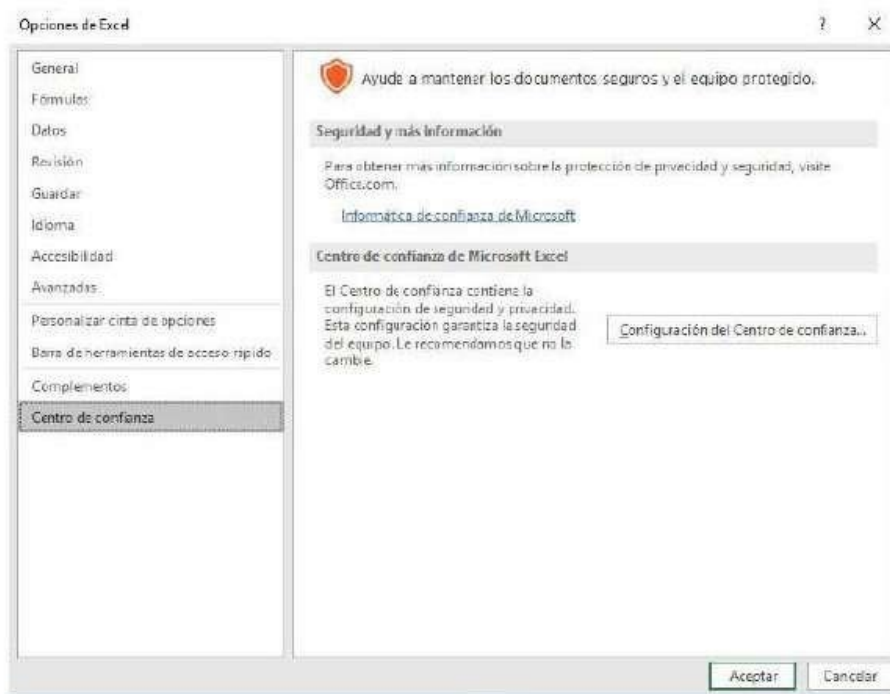 Opciones de Excel
General
Fórmulas
Datos
Revisión
Guardar
Idioma
Accesibilidad
Avanzadas
Personalizar cinta de opciones
Barra de herramientas de acceso rápido
Complementos
Centro de confianza
Ayude a mantener los documentos seguros y el equipo protegido.
Seguridad y más información
Para obtener más información sobre la protección de privacidad y seguridad, visite
Office.com.
Informática de confianza de Microsoft
Centro de confianza de Microsoft Excel
El Centro de confianza contiene la
configuración de seguridad y privacidad.
Esta configuración garantiza la seguridad
del equipo. Le recomendamos que no la
cambie.
Configuración del Centro de confianza...
Aceptar
Cancelar